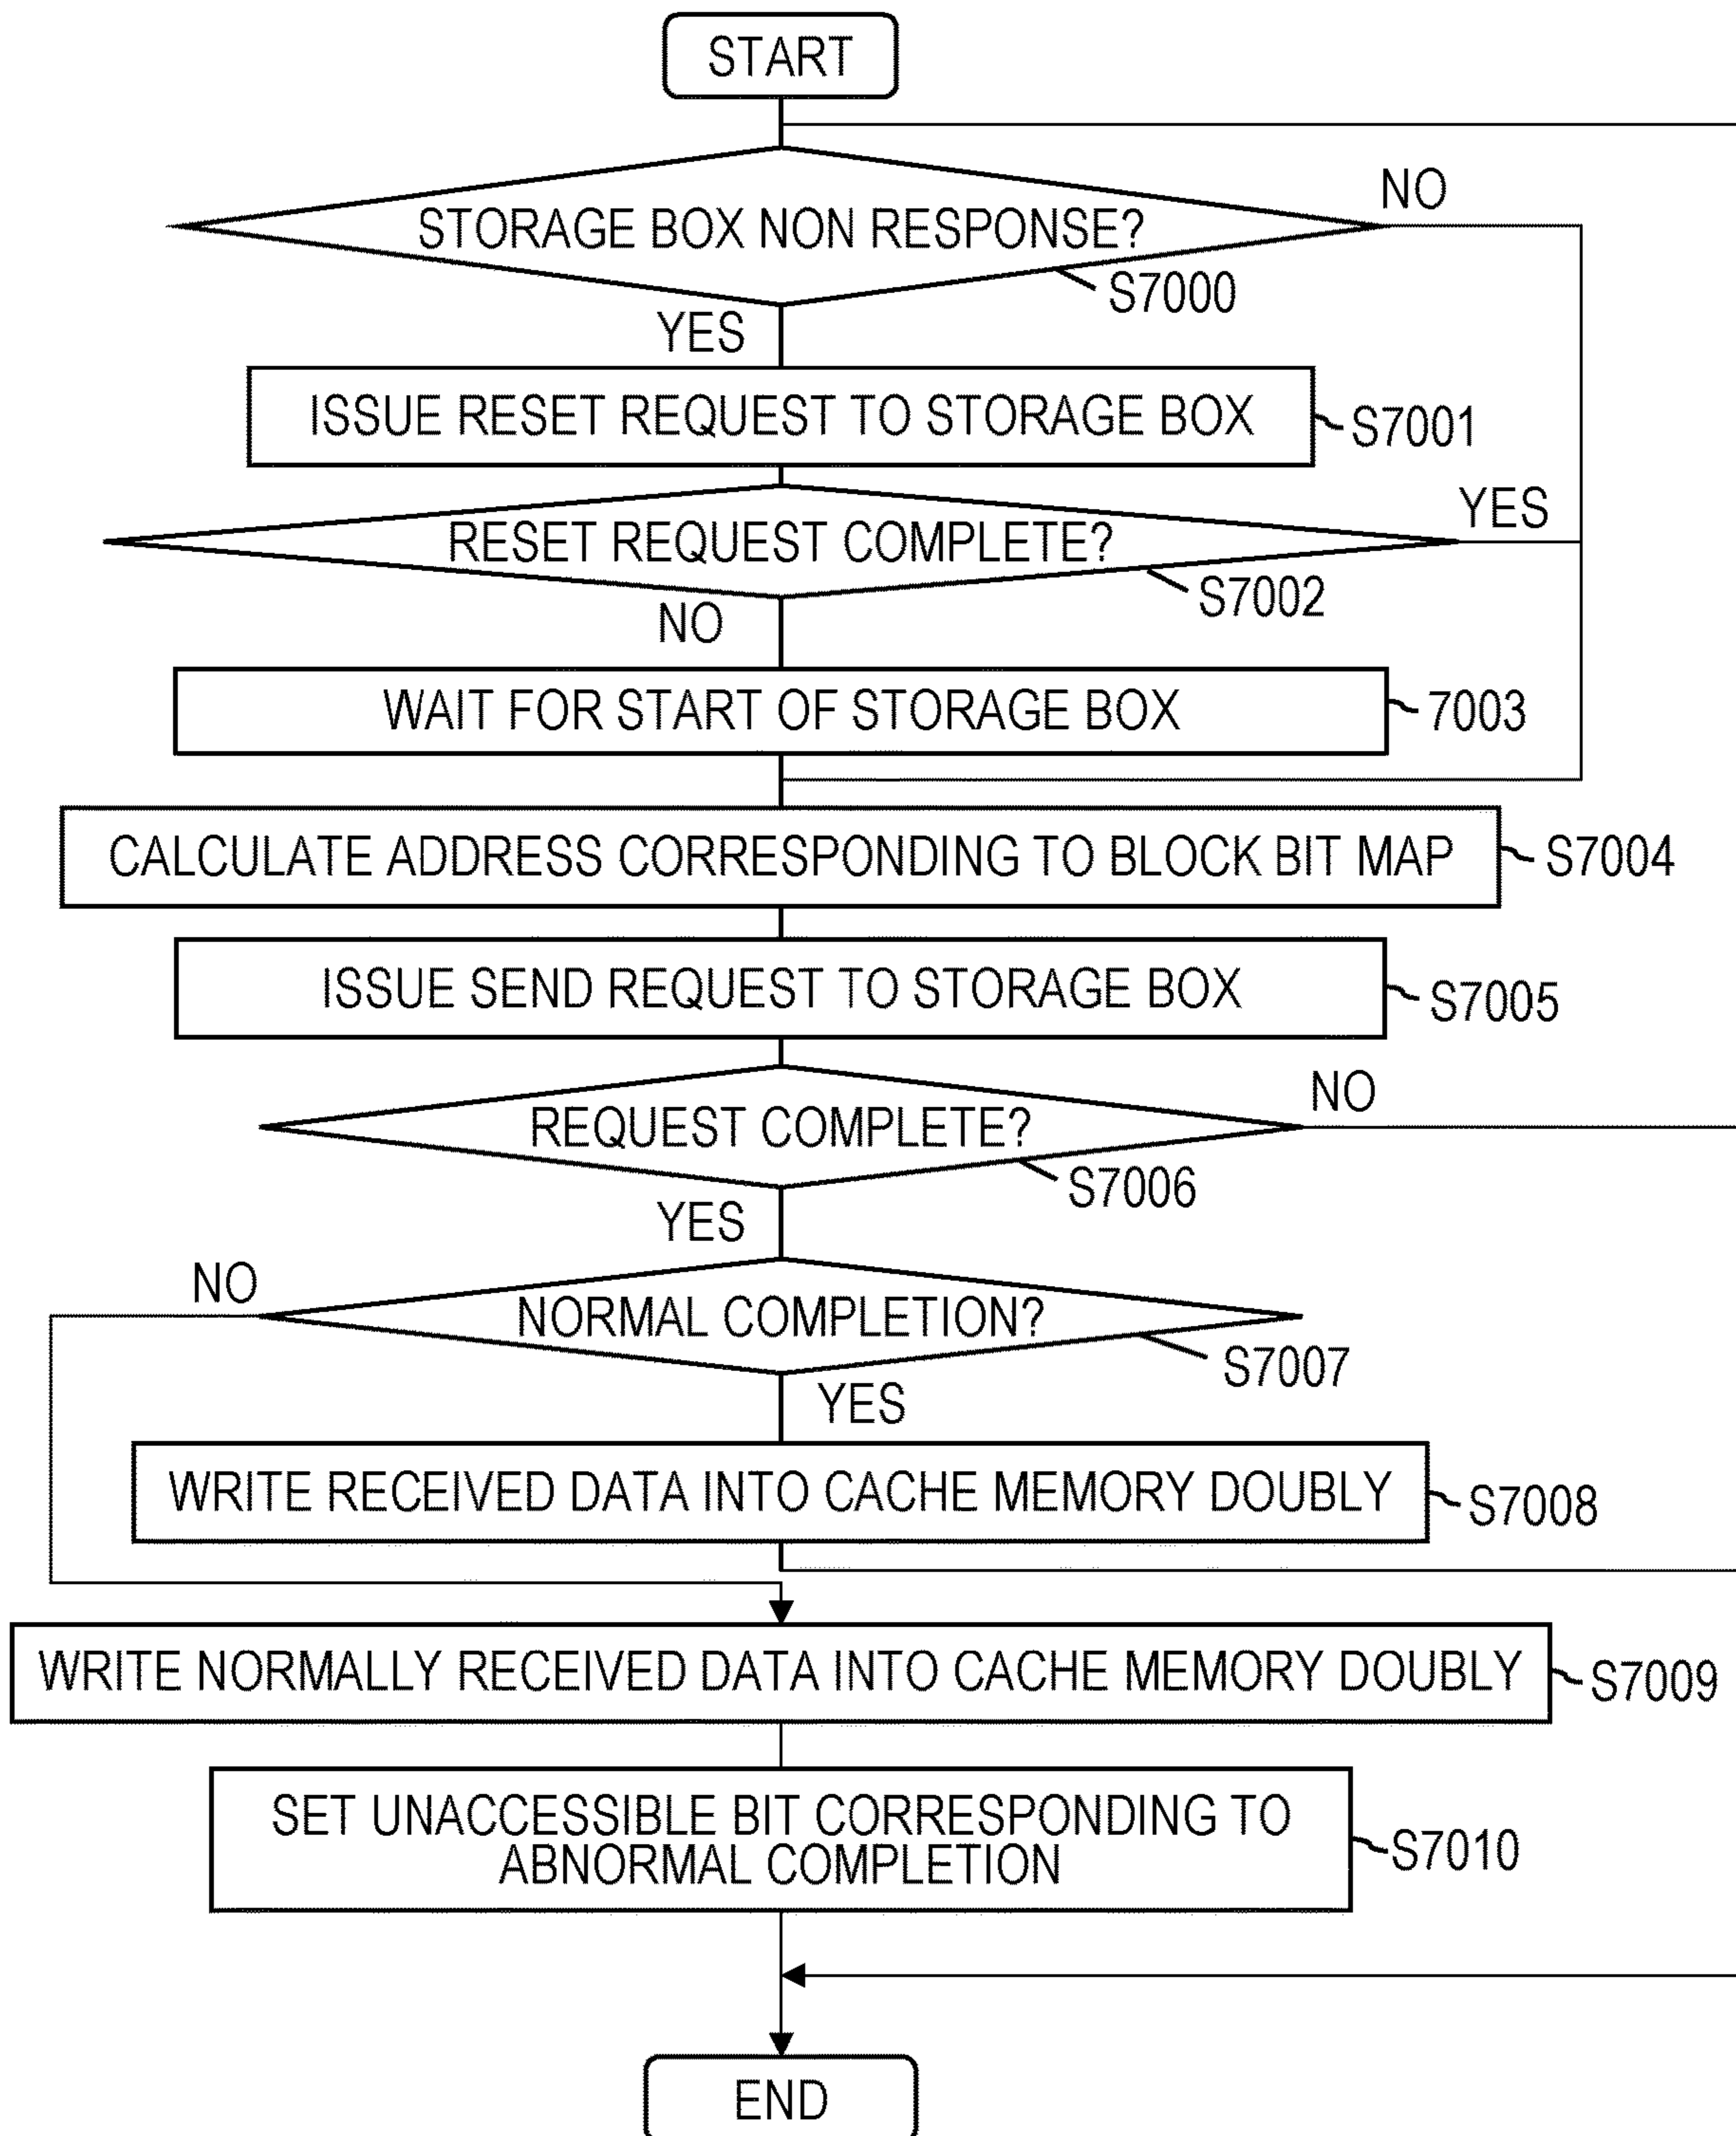 START
NO
STORAGE BOX NON RESPONSE?
S7000
YES
ISSUE RESET REQUEST TO STORAGE BOX
S7001
YES
RESET REQUEST COMPLETE?
S7002
NO
WAIT FOR START OF STORAGE BOX
7003
CALCULATE ADDRESS CORRESPONDING TO BLOCK BIT MAP
S7004
ISSUE SEND REQUEST TO STORAGE BOX
S7005
NO
REQUEST COMPLETE?
S7006
YES
NO
NORMAL COMPLETION?
S7007
YES
WRITE RECEIVED DATA INTO CACHE MEMORY DOUBLY
S7008
WRITE NORMALLY RECEIVED DATA INTO CACHE MEMORY DOUBLY
S7009
SET UNACCESSIBLE BIT CORRESPONDING TO
ABNORMAL COMPLETION
S7010
END